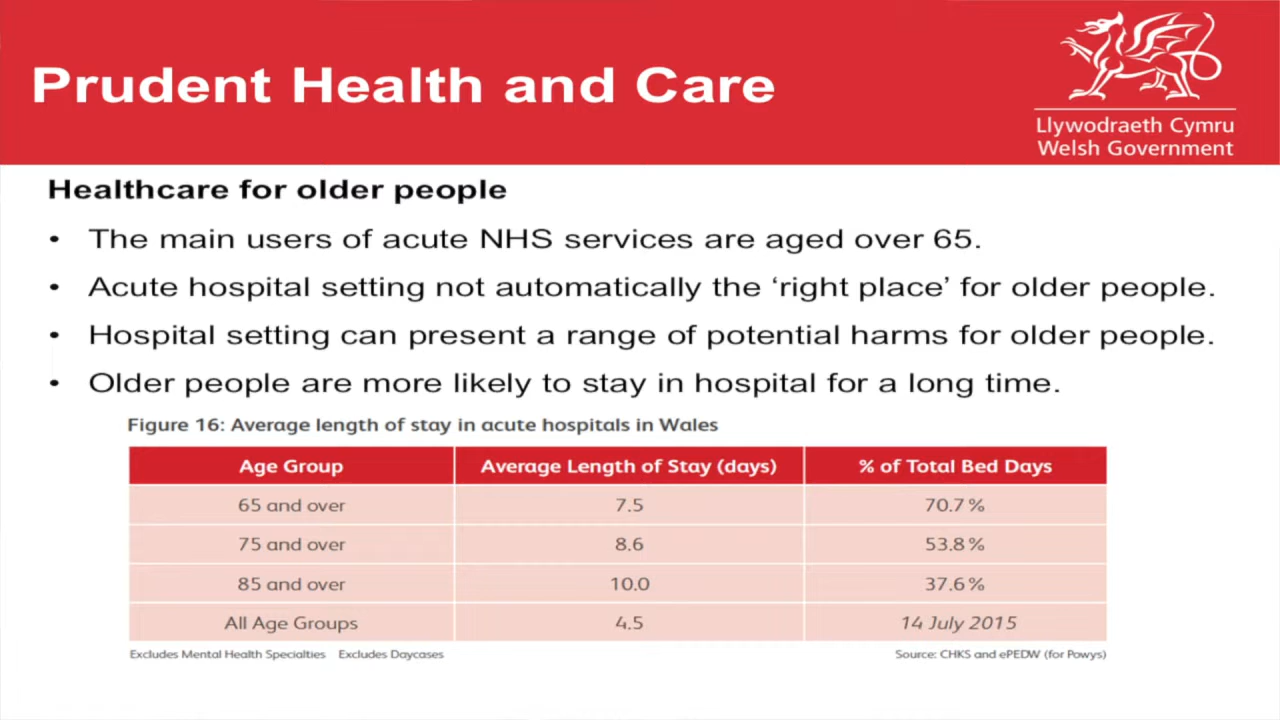 Prudent Health and Care
Llywodraeth Cymru
Welsh Government
Healthcare for older people
• The main users of acute NHS services are aged over 65.
• Acute hospital setting not automatically the ‘right place’ for older people.
• Hospital setting can present a range of potential harms for older people.
• Older people are more likely to stay in hospital for a long time.
Figure 16: Average length of stay in acute hospitals in Wales
Age Group Average Length of Stay (days) % of Total Bed Days
65 and over 7.5 70.7%
75 and over 8.6 53.8%
85 and over 10.0 37.6%
All Age Groups 4.5 14 July 2015
Excludes Mental Health Specialties Excludes Daycases Source: CHKS and ePEDW (for Powys)